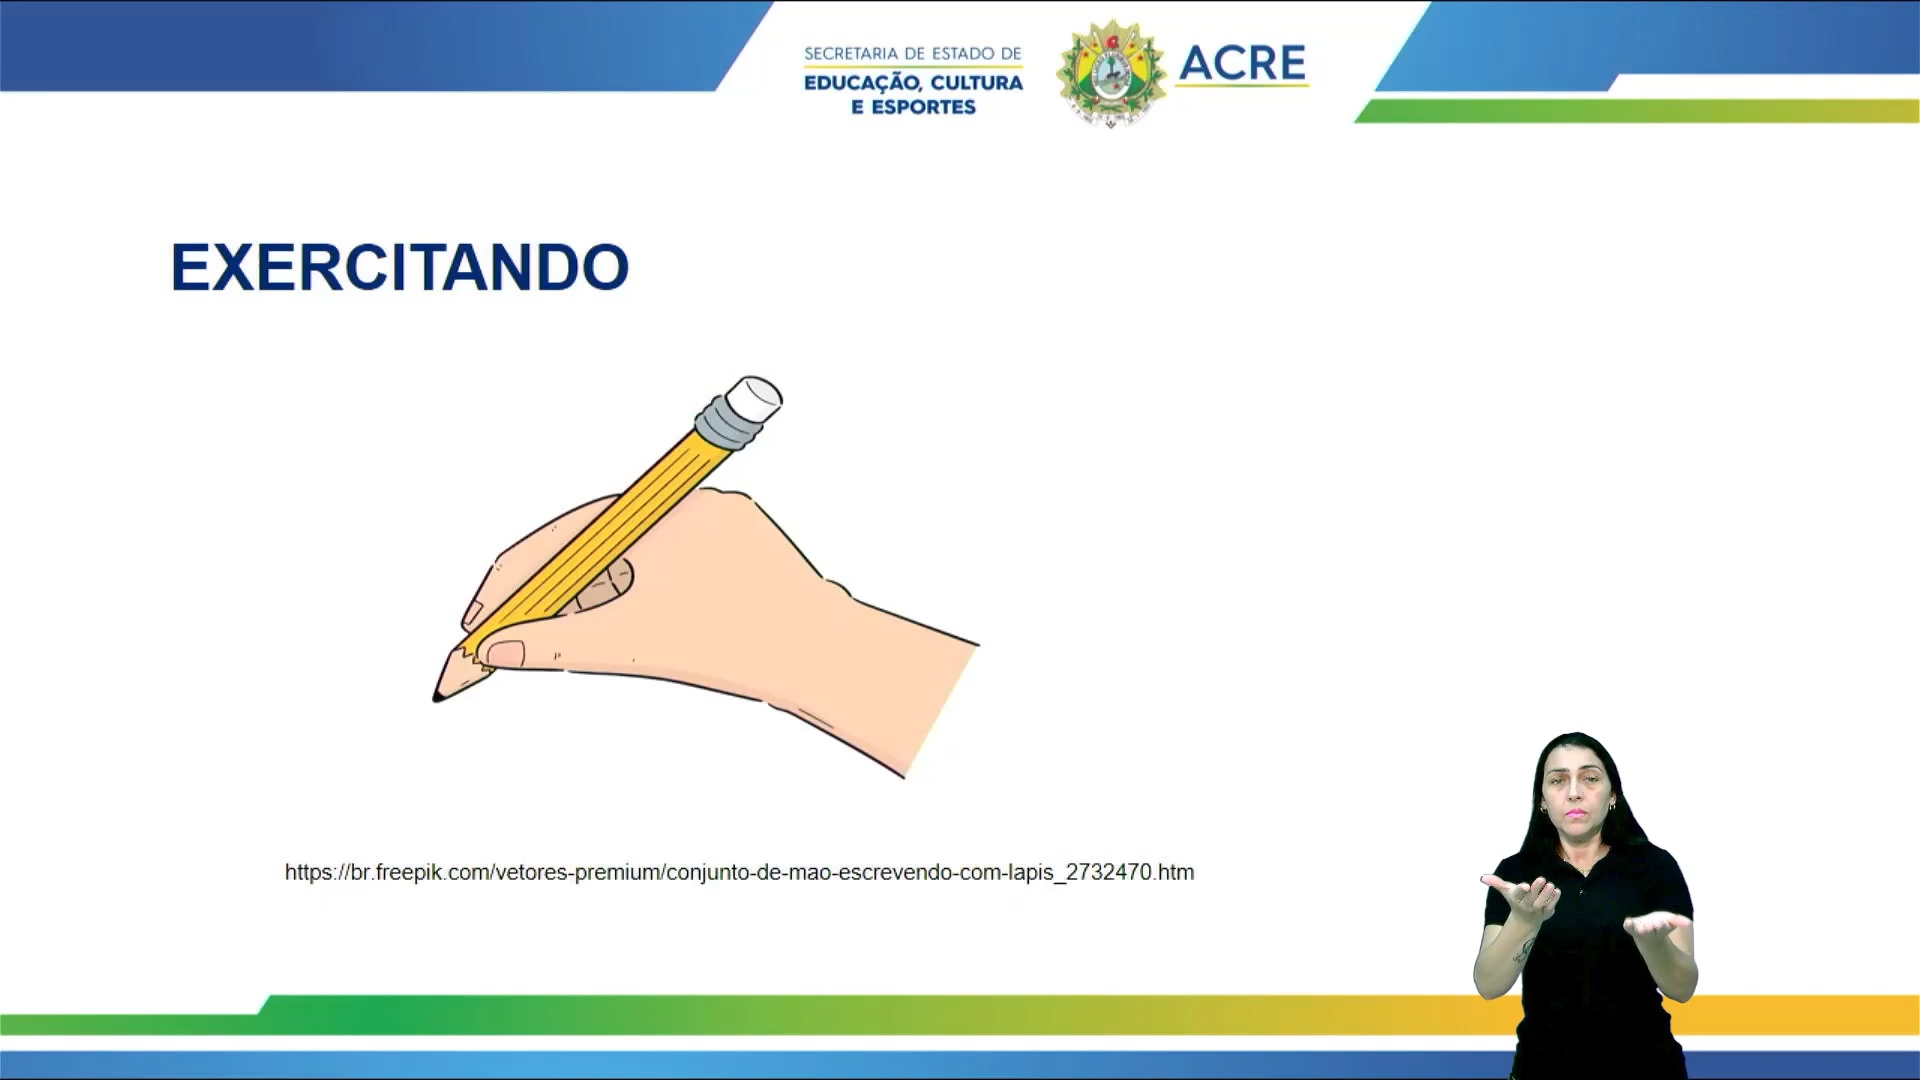 SECRETARIA DE ESTADO DE
EDUCAÇÃO, CULTURA
E ESPORTES
ACRE
EXERCITANDO
https://br.freepik.com/vetores-premium/conjunto-de-mao-escrevendo-com-lapis_2732470.htm